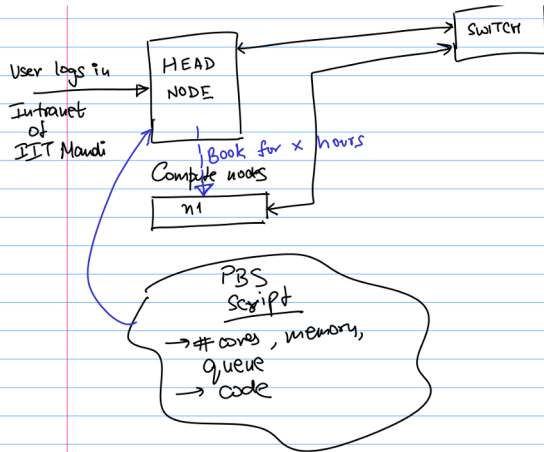 SWITCH
User logs in
HEAD
NODE
Intranet
of
IIT Mandi
Book for x hours
Compute nodes
n1
PBS
Script
→ # cores, memory,
queue
→ code